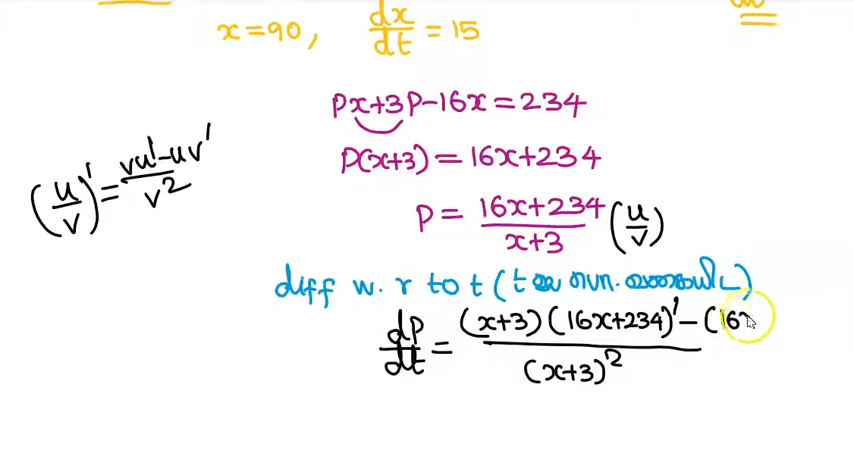 x = 90, dx/dt = 15
Px+3P-16x = 234
P(x+3) = 16x+234
(u/v)' = vu'-uv'/v²
P = 16x+234/x+3 (u/v)
diff w.r to t (t
dP/dt = (x+3)(16x+234)' - (16x/(x+3)²